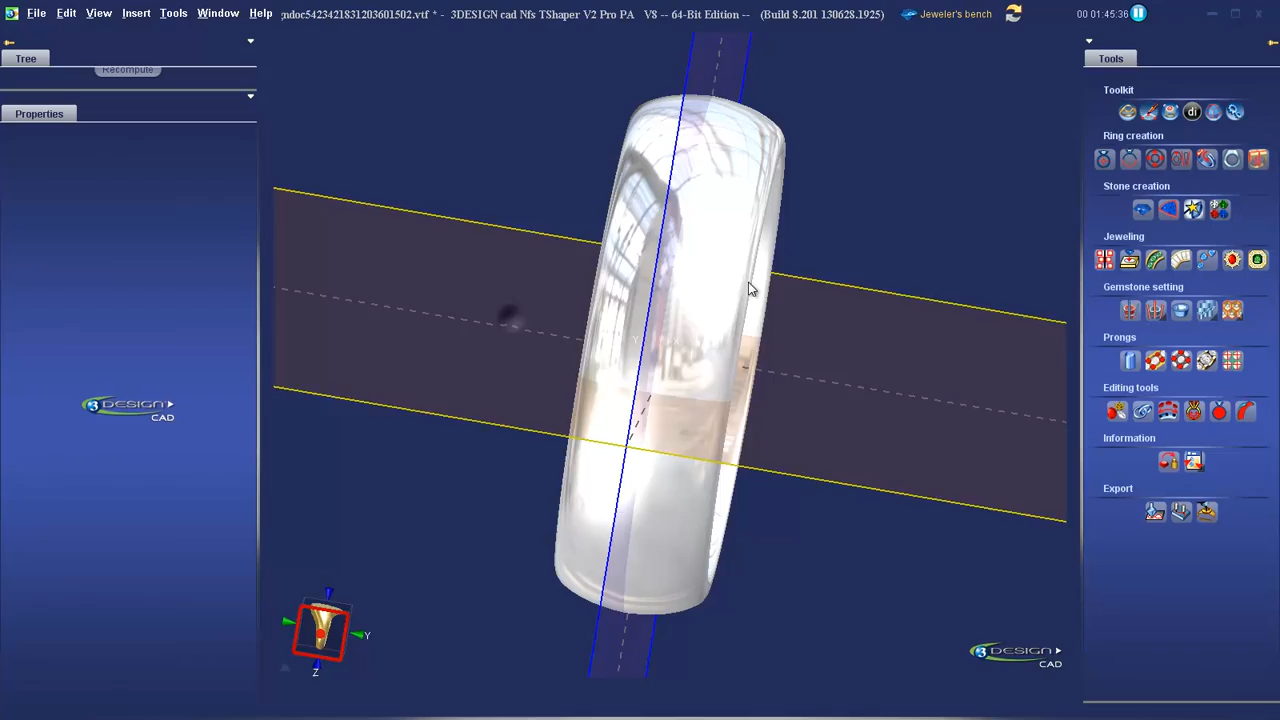 File Edit View Insert Tools Window Help
gndoc5423421831203601502.vtf * - 3DESIGN cad Nfs TShaper V2 Pro PA V8 -- 64-Bit Edition -- (Build 8.201 130628.1925)
Jeweler's bench
00:01:45:36
Tree
Recompute
Properties
3DESIGN
CAD
Tools
Toolkit
di
Ring creation
Stone creation
Jeweling
Gemstone setting
Prongs
Editing tools
Information
Export
Y
Z
3DESIGN
CAD